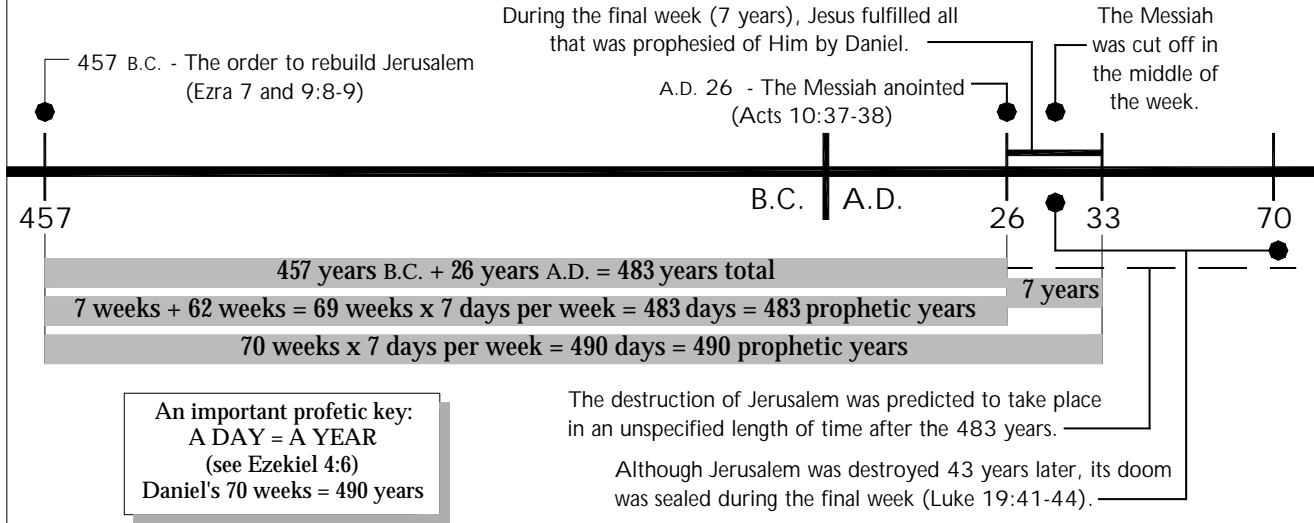 During the final week (7 years), Jesus fulfilled all
that was prophesied of Him by Daniel.
The Messiah
was cut off in
the middle of
the week.
457 B.C. - The order to rebuild Jerusalem
(Ezra 7 and 9:8-9)
A.D. 26 - The Messiah anointed
(Acts 10:37-38)
B.C. A.D.
457 26 33 70
457 years B.C. + 26 years A.D. = 483 years total
7 weeks + 62 weeks = 69 weeks x 7 days per week = 483 days = 483 prophetic years
7 years
70 weeks x 7 days per week = 490 days = 490 prophetic years
An important profetic key:
A DAY = A YEAR
(see Ezekiel 4:6)
Daniel's 70 weeks = 490 years
The destruction of Jerusalem was predicted to take place
in an unspecified length of time after the 483 years.
Although Jerusalem was destroyed 43 years later, its doom
was sealed during the final week (Luke 19:41-44).